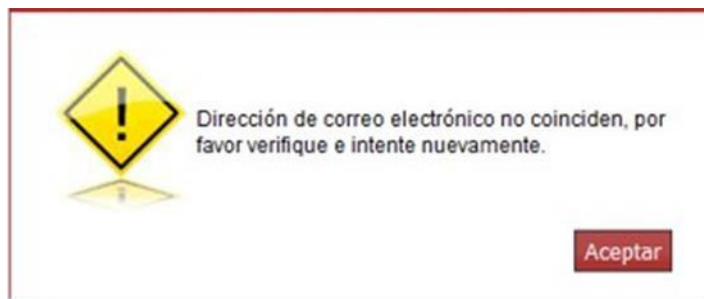 Dirección de correo electrónico no coinciden, por
favor verifique e intente nuevamente.
Aceptar